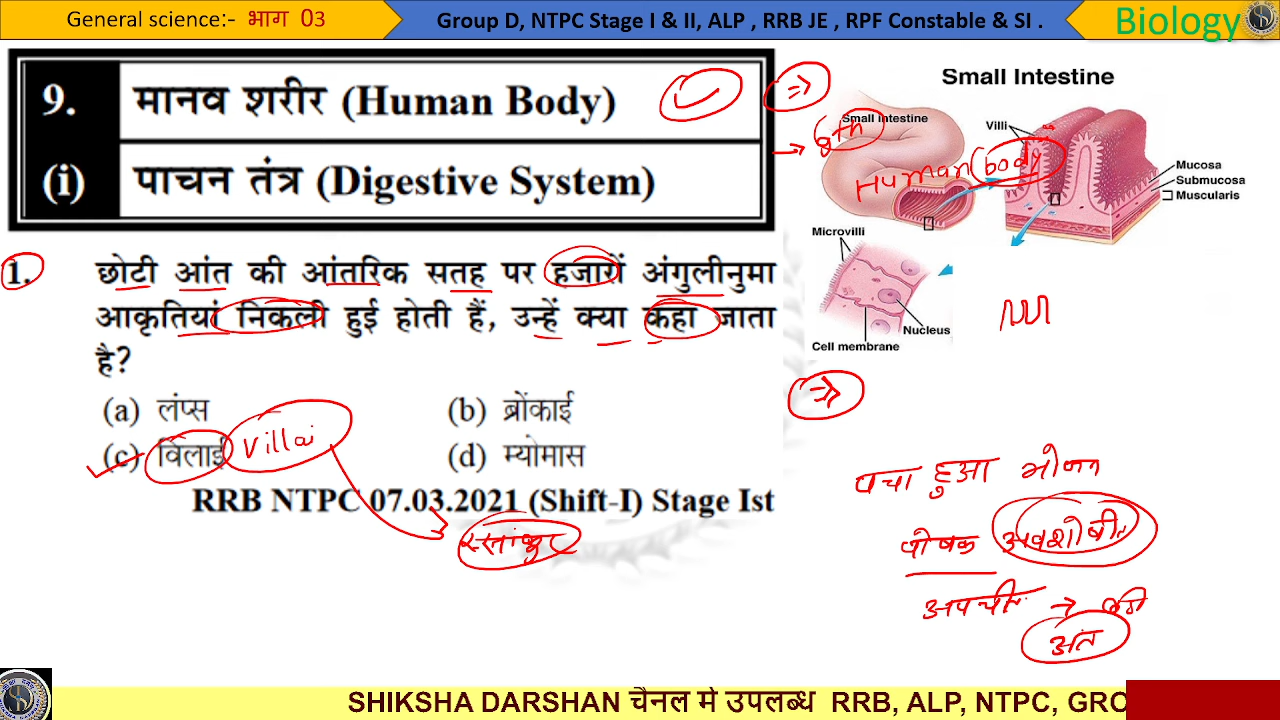 General science:- भाग 03
Group D, NTPC Stage I & II, ALP , RRB JE , RPF Constable & SI .
Biology
9. मानव शरीर (Human Body)
(i) पाचन तंत्र (Digestive System)
1. छोटी आंत की आंतरिक सतह पर हजारों अंगुलीनुमा
आकृतियां निकली हुई होती हैं, उन्हें क्या कहा जाता
है?
(a) लंप्स (b) ब्रोंकाई
(c) विलाई Villai (d) म्योमास
RRB NTPC 07.03.2021 (Shift-I) Stage Ist
Small Intestine
Small intestine
Villi
8th
Human body
Mucosa
Submucosa
Muscularis
Microvilli
Nucleus
Cell membrane
पचा हुआ भोजन
पोषक अवशोषित
आंत
SHIKSHA DARSHAN चैनल मे उपलब्ध RRB, ALP, NTPC, GRO